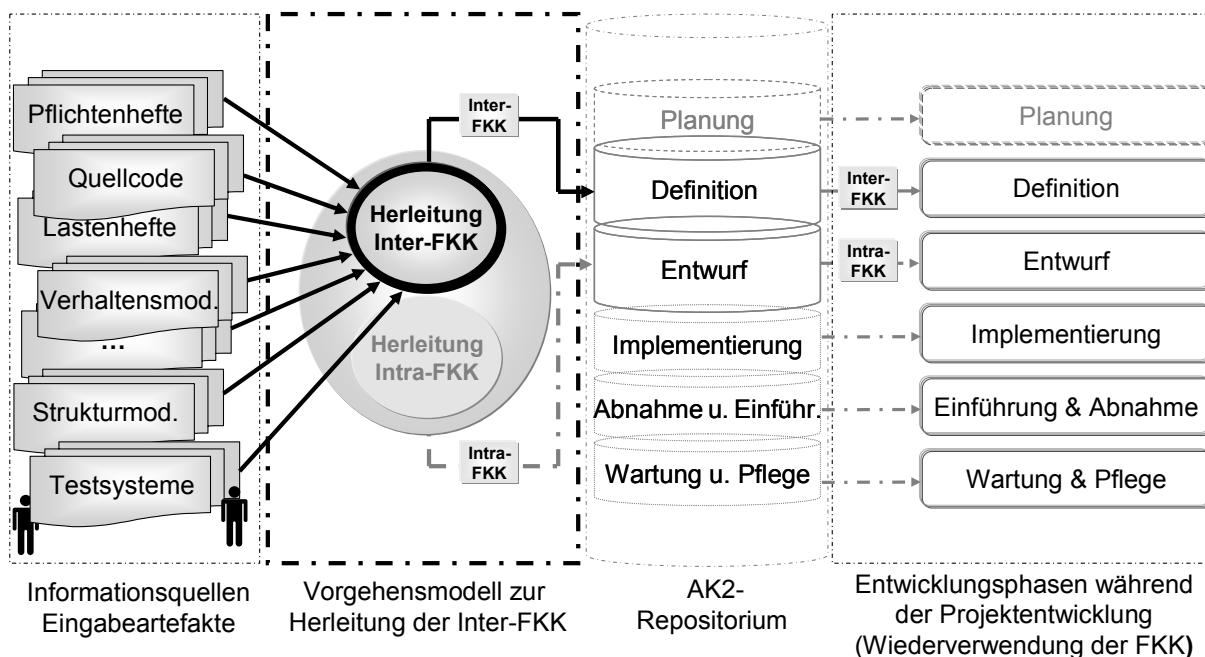 Pflichtenhefte
Quellcode
Lastenhefte
Verhaltensmod.
...
Strukturmod.
Testsysteme
Informationsquellen
Eingabeartefakte
Herleitung
Inter-FKK
Herleitung
Intra-FKK
Inter-
FKK
Intra-
FKK
Vorgehensmodell zur
Herleitung der Inter-FKK
Planung
Definition
Entwurf
Implementierung
Abnahme u. Einführ.
Wartung u. Pflege
AK2-
Repositorium
Inter-
FKK
Intra-
FKK
Planung
Definition
Entwurf
Implementierung
Einführung & Abnahme
Wartung & Pflege
Entwicklungsphasen während
der Projektentwicklung
(Wiederverwendung der FKK)